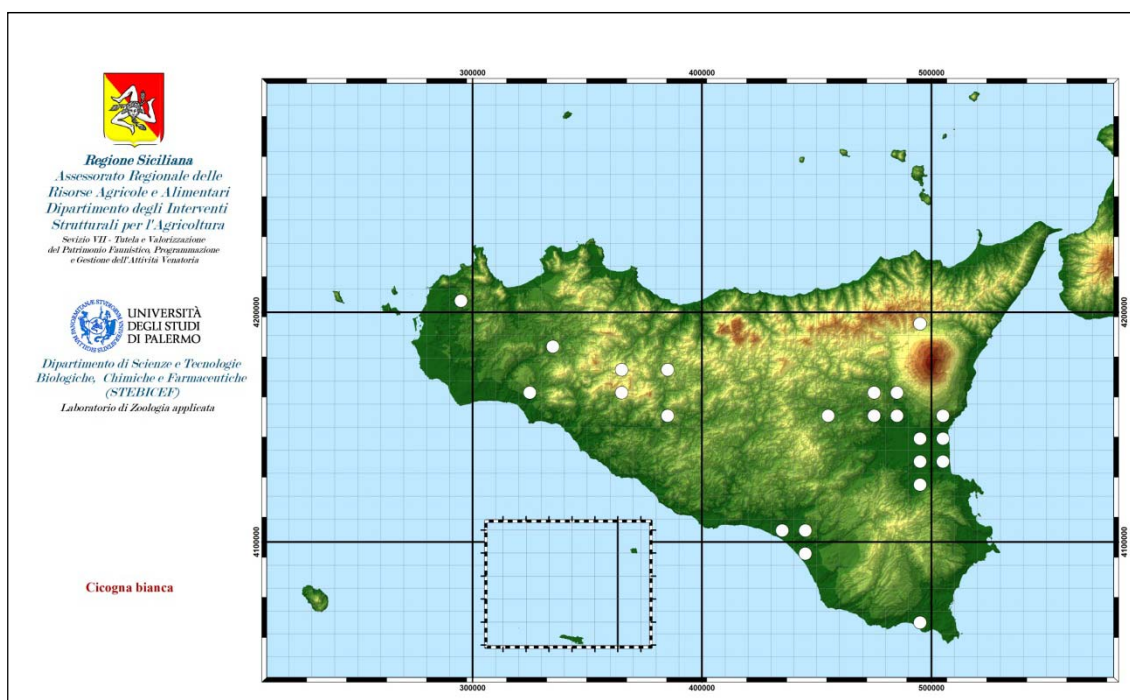 Regione Siciliana
Assessorato Regionale delle
Risorse Agricole e Alimentari
Dipartimento degli Interventi
Strutturali per l'Agricoltura
Sevizio VII - Tutela e Valorizzazione
del Patrimonio Faunistico, Programmazione
e Gestione dell'Attività Venatoria
UNIVERSITÀ
DEGLI STUDI
DI PALERMO
Dipartimento di Scienze e Tecnologie
Biologiche, Chimiche e Farmaceutiche
(STEBICEF)
Laboratorio di Zoologia applicata
Cicogna bianca
300000
400000
500000
4200000
4200000
4100000
4100000
300000
400000
500000